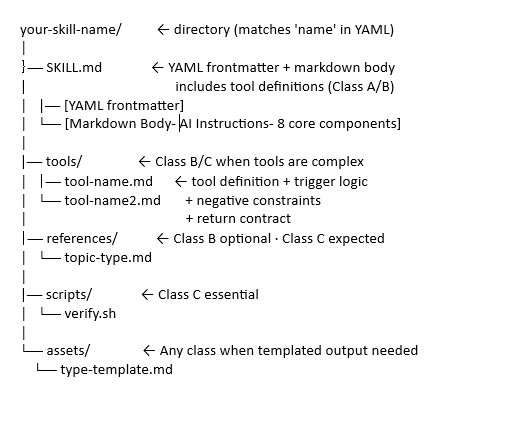 your-skill-name/ ← directory (matches 'name' in YAML)
│
├── SKILL.md ← YAML frontmatter + markdown body
│ includes tool definitions (Class A/B)
│ ├── [YAML frontmatter]
│ └── [Markdown Body- AI Instructions- 8 core components]
│
├── tools/ ← Class B/C when tools are complex
│ ├── tool-name.md ← tool definition + trigger logic
│ └── tool-name2.md + negative constraints
│ + return contract
├── references/ ← Class B optional · Class C expected
│ └── topic-type.md
│
├── scripts/ ← Class C essential
│ └── verify.sh
│
└── assets/ ← Any class when templated output needed
└── type-template.md